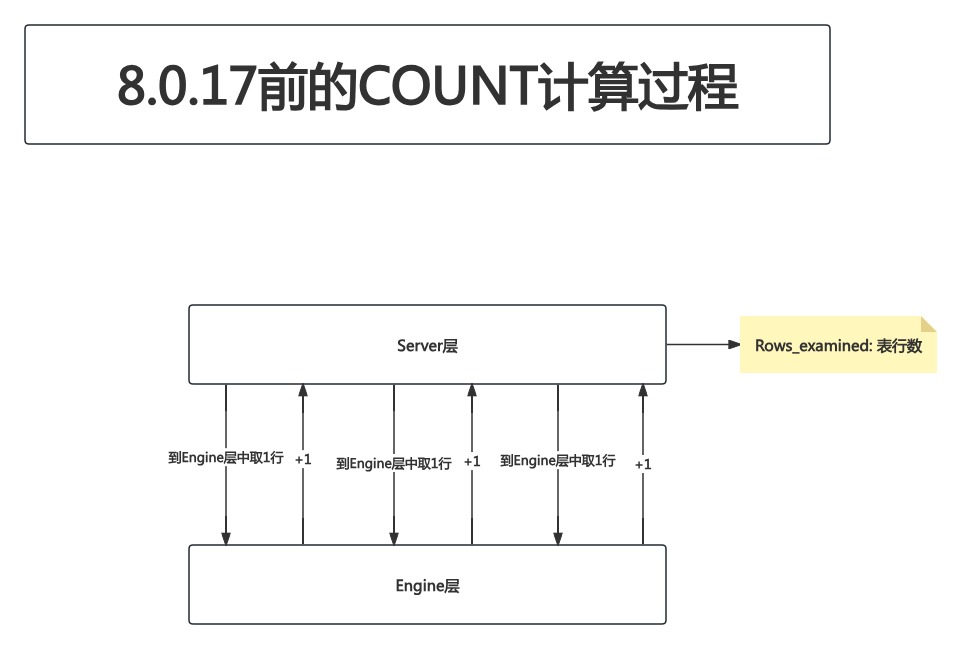 8.0.17前的COUNT计算过程
Server层
Rows_examined: 表行数
到Engine层中取1行
+1
到Engine层中取1行
+1
到Engine层中取1行
+1
Engine层